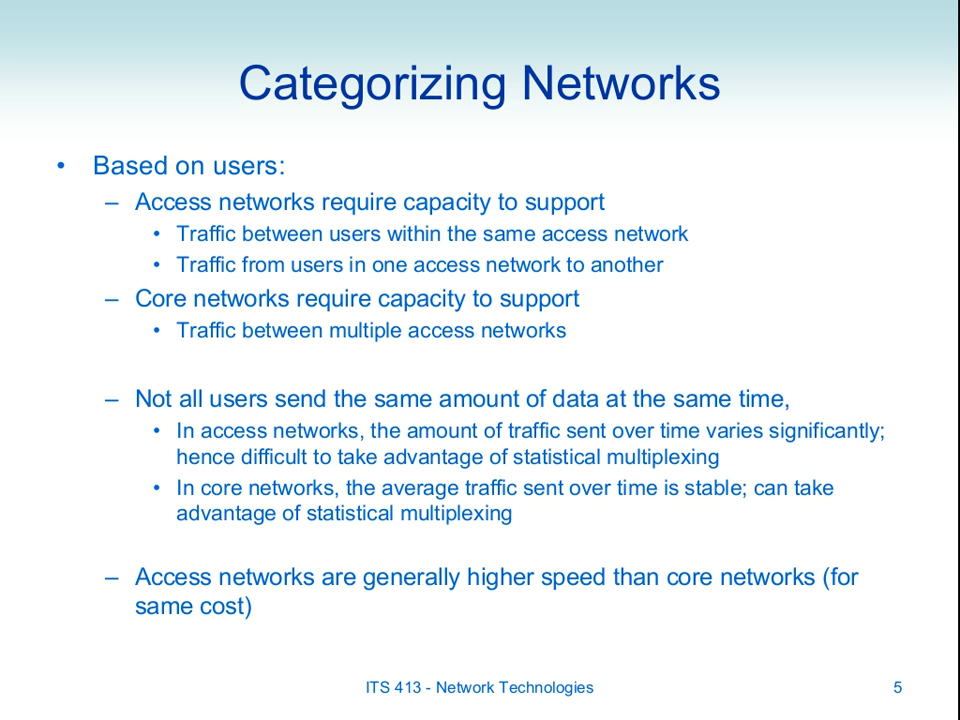 Categorizing Networks
• Based on users:
– Access networks require capacity to support
• Traffic between users within the same access network
• Traffic from users in one access network to another
– Core networks require capacity to support
• Traffic between multiple access networks
– Not all users send the same amount of data at the same time,
• In access networks, the amount of traffic sent over time varies significantly;
hence difficult to take advantage of statistical multiplexing
• In core networks, the average traffic sent over time is stable; can take
advantage of statistical multiplexing
– Access networks are generally higher speed than core networks (for
same cost)
ITS 413 - Network Technologies
5